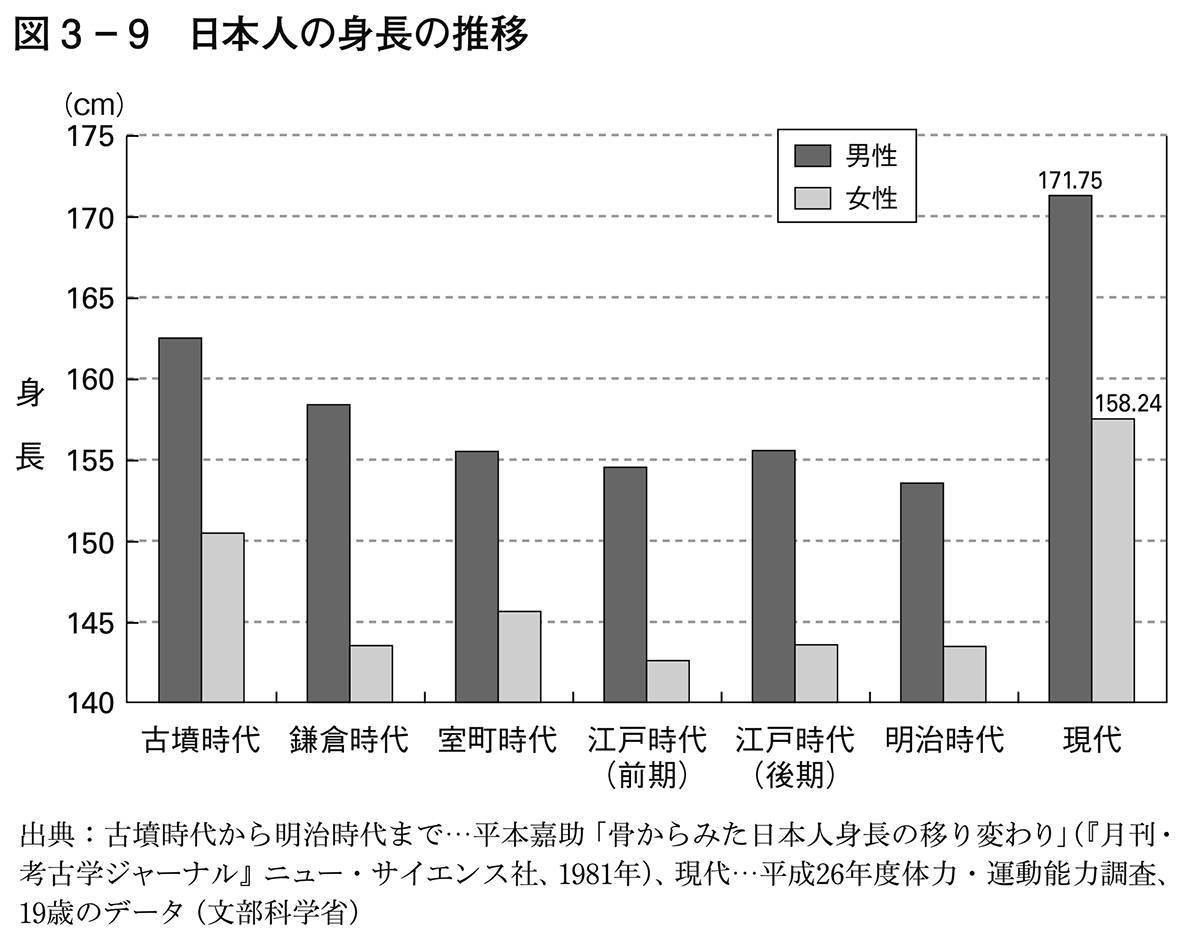 図3－9　日本人の身長の推移
(cm)
175
170
165
160
155
150
145
140
身長
男性
女性
171.75
158.24
古墳時代
鎌倉時代
室町時代
江戸時代
（前期）
江戸時代
（後期）
明治時代
現代
出典：古墳時代から明治時代まで…平本嘉助「骨からみた日本人身長の移り変わり」（『月刊・
考古学ジャーナル』ニュー・サイエンス社、1981年）、現代…平成26年度体力・運動能力調査、
19歳のデータ（文部科学省）